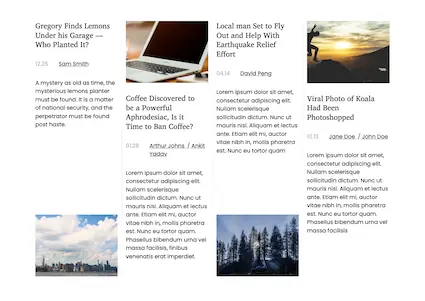 Gregory Finds Lemons
Under his Garage —
Who Planted It?
12.25 Sam Smith
A mystery as old as time, the
mysterious lemons planter
must be found. It is a matter
of national security, and the
perpetrator must be found
post haste.
Coffee Discovered to
be a Powerful
Aphrodesiac, Is it
Time to Ban Coffee?
01.28 Arthur Johns / Ankit
Yadav
Lorem ipsum dolor sit amet,
consectetur adipiscing elit.
Nullam scelerisque
sollicitudin dictum. Nunc ut
mauris nisl. Aliquam et lectus
ante. Etiam elit mi, auctor
vitae nibh in, mollis pharetra
est. Nunc eu tortor quam.
Phasellus bibendum urna vel
massa facilisis, finibus
venenatis erat imperdiet.
Local man Set to Fly
Out and Help With
Earthquake Relief
Effort
04.14 David Peng
Lorem ipsum dolor sit amet,
consectetur adipiscing elit.
Nullam scelerisque
sollicitudin dictum. Nunc ut
mauris nisl. Aliquam et lectus
ante. Etiam elit mi, auctor
vitae nibh in, mollis pharetra
est. Nunc eu tortor quam
Viral Photo of Koala
Had Been
Photoshopped
10.13 Jane Doe / John Doe
Lorem ipsum dolor sit amet,
consectetur adipiscing elit.
Nullam scelerisque
sollicitudin dictum. Nunc ut
mauris nisl. Aliquam et lectus
ante. Etiam elit mi, auctor
vitae nibh in, mollis pharetra
est. Nunc eu tortor quam.
Phasellus bibendum urna vel
massa facilisis